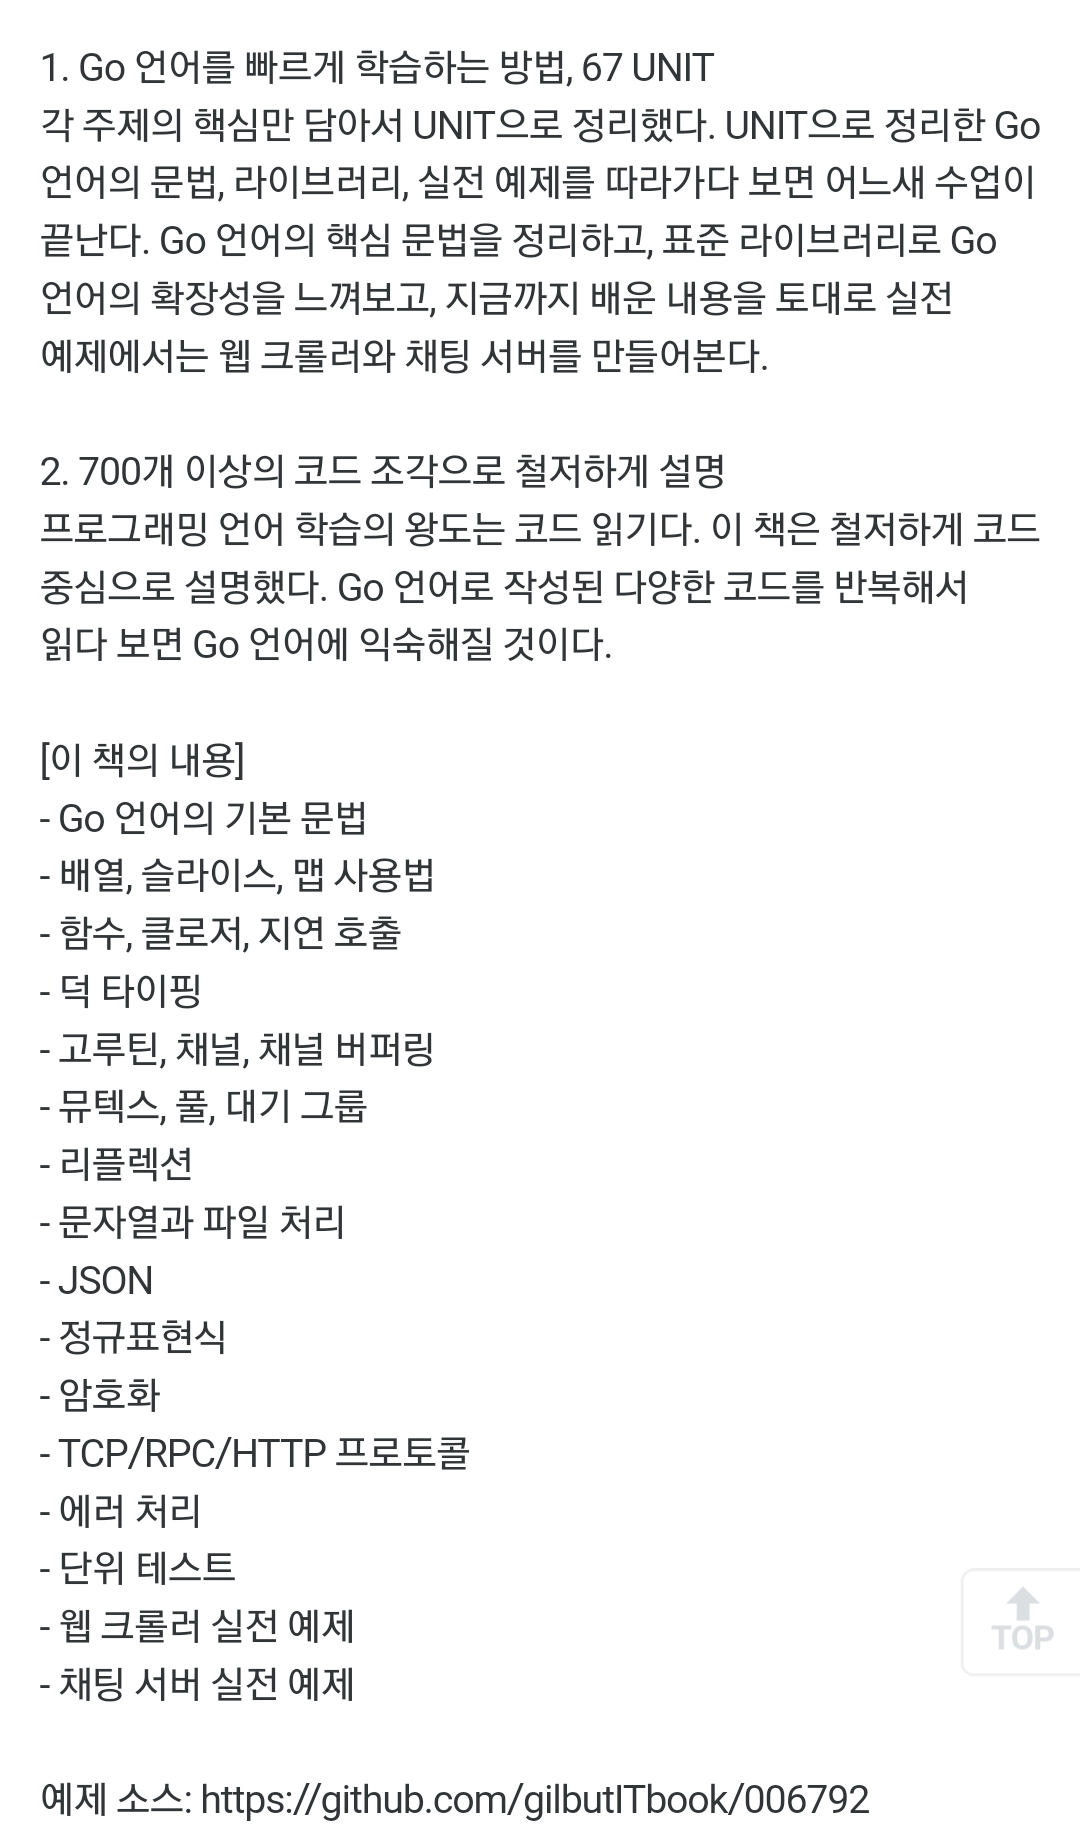 1. Go 언어를 빠르게 학습하는 방법, 67 UNIT
각 주제의 핵심만 담아서 UNIT으로 정리했다. UNIT으로 정리한 Go
언어의 문법, 라이브러리, 실전 예제를 따라가다 보면 어느새 수업이
끝난다. Go 언어의 핵심 문법을 정리하고, 표준 라이브러리로 Go
언어의 확장성을 느껴보고, 지금까지 배운 내용을 토대로 실전
예제에서는 웹 크롤러와 채팅 서버를 만들어본다.
2. 700개 이상의 코드 조각으로 철저하게 설명
프로그래밍 언어 학습의 왕도는 코드 읽기다. 이 책은 철저하게 코드
중심으로 설명했다. Go 언어로 작성된 다양한 코드를 반복해서
읽다 보면 Go 언어에 익숙해질 것이다.
[이 책의 내용]
- Go 언어의 기본 문법
- 배열, 슬라이스, 맵 사용법
- 함수, 클로저, 지연 호출
- 덕 타이핑
- 고루틴, 채널, 채널 버퍼링
- 뮤텍스, 풀, 대기 그룹
- 리플렉션
- 문자열과 파일 처리
- JSON
- 정규표현식
- 암호화
- TCP/RPC/HTTP 프로토콜
- 에러 처리
- 단위 테스트
- 웹 크롤러 실전 예제
TOP
- 채팅 서버 실전 예제
예제 소스: https://github.com/gilbutITbook/006792